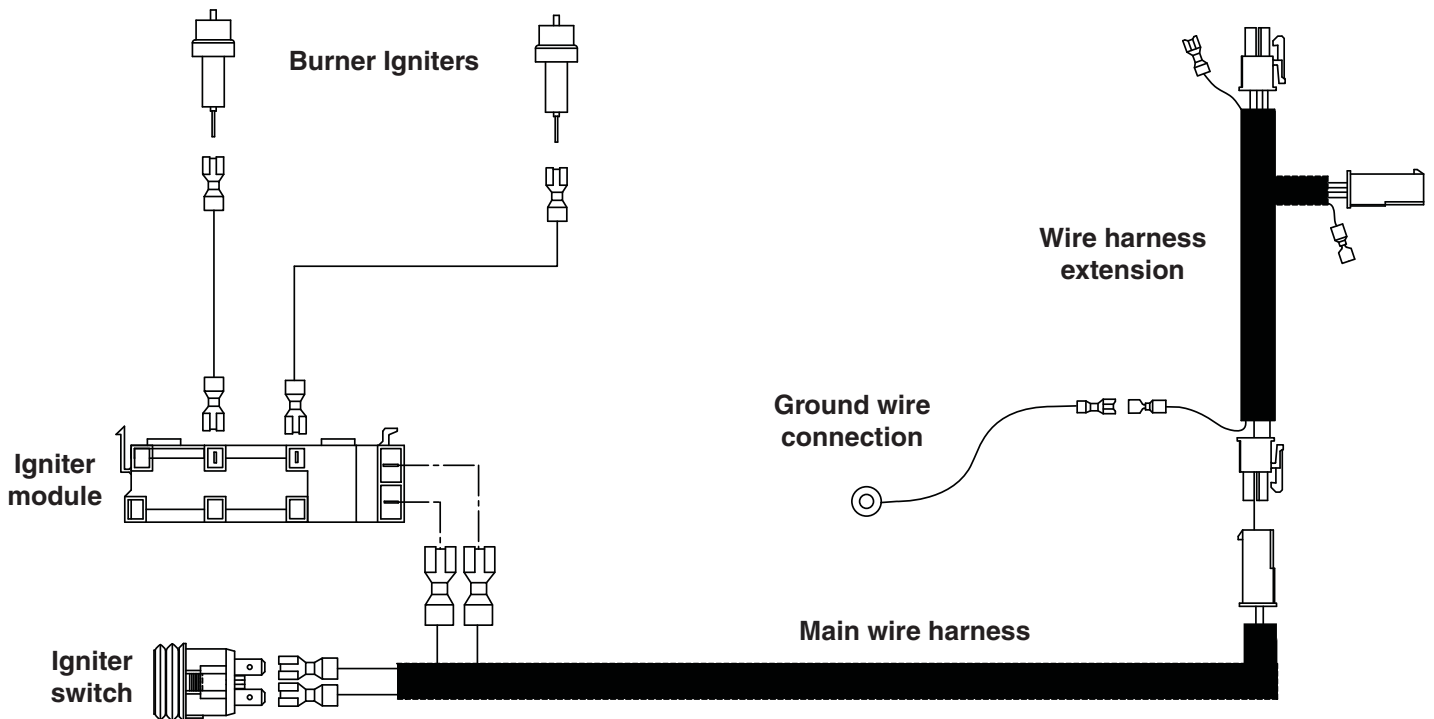 Burner Igniters
Wire harness
extension
Ground wire
connection
Igniter
module
Main wire harness
Igniter
switch